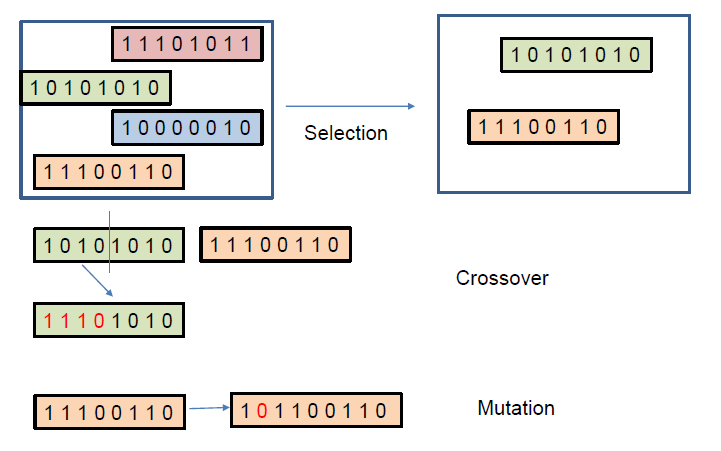 1 1 1 0 1 0 1 1
1 0 1 0 1 0 1 0
1 0 0 0 0 0 1 0
1 1 1 0 0 1 1 0
Selection
1 0 1 0 1 0 1 0
1 1 1 0 0 1 1 0
1 0 1 0 1 0 1 0
1 1 1 0 0 1 1 0
Crossover
1 1 1 0 1 0 1 0
1 1 1 0 0 1 1 0
1 0 1 1 0 0 1 1 0
Mutation